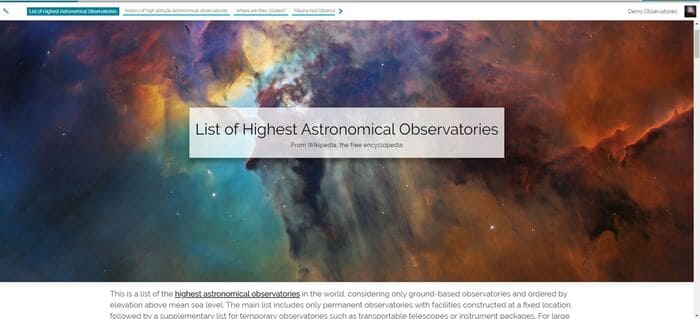 List of Highest Astronomical Observatories
History of high altitude astronomical observatories
Where are they located?
Mauna Kea Observa
Demo Observatories
List of Highest Astronomical Observatories
From Wikipedia, the free encyclopedia
This is a list of the highest astronomical observatories in the world, considering only ground-based observatories and ordered by
elevation above mean sea level. The main list includes only permanent observatories with facilities constructed at a fixed location,
followed by a supplementary list for temporary observatories such as transportable telescopes or instrument packages. For large